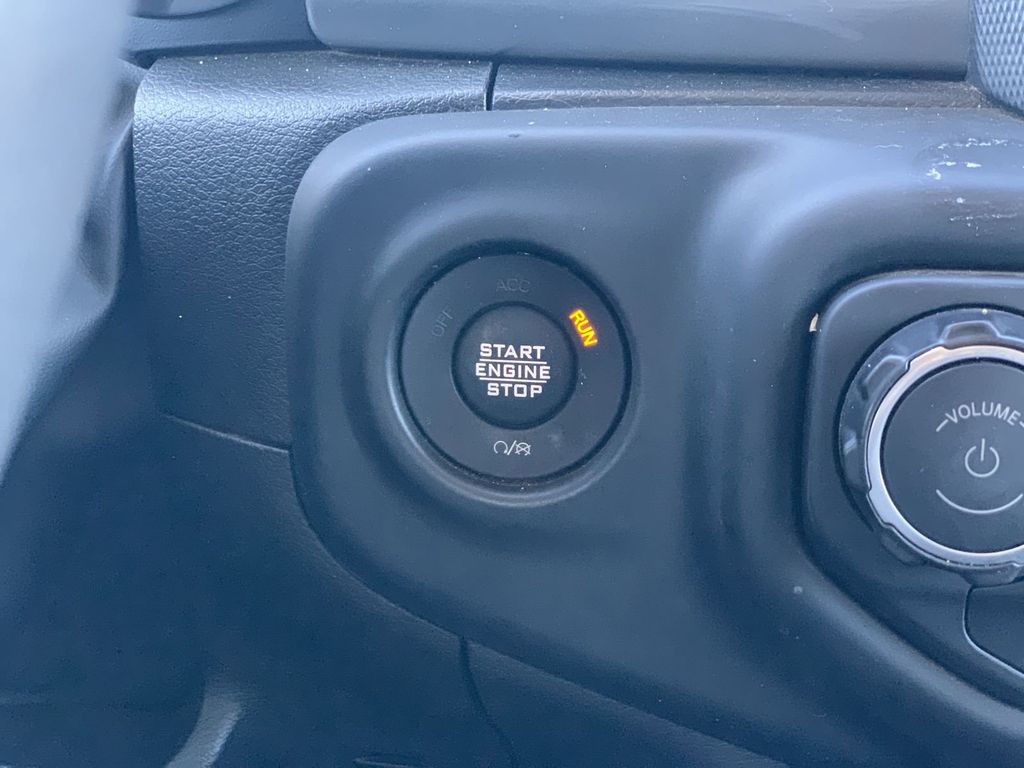 ACC
OFF
RUN
START
ENGINE
STOP
VOLUME